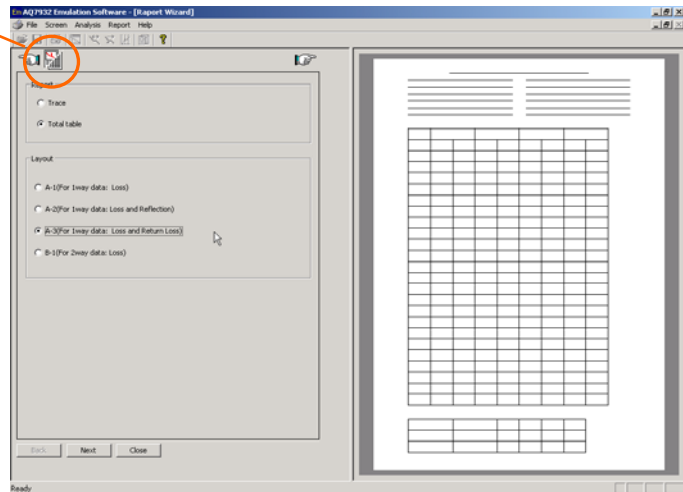 En AQ7932 Emulation Software - [Raport Wizard]
File Screen Analysis Report Help
Report
Trace
Total table
Layout
A-1(For 1way data: Loss)
A-2(For 1way data: Loss and Reflection)
A-3(For 1way data: Loss and Return Loss)
B-1(For 2way data: Loss)
Back Next Close
Ready